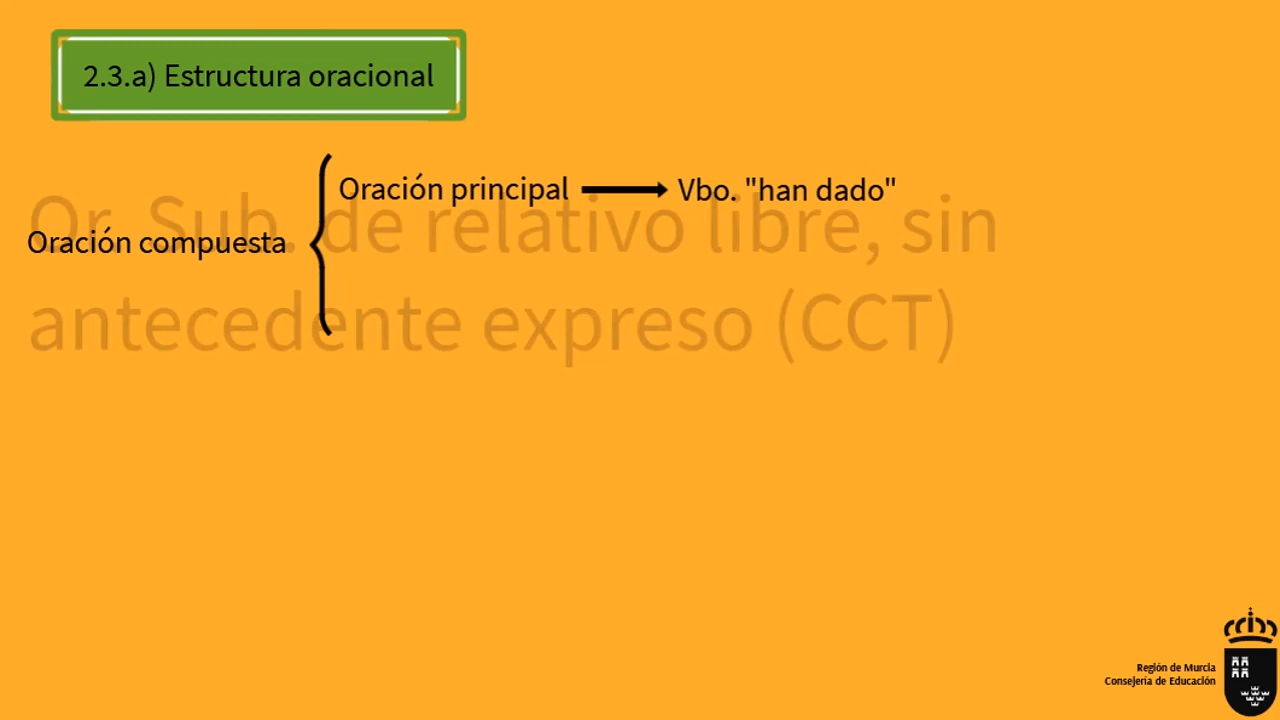 2.3.a) Estructura oracional
Oración principal → Vbo. "han dado"
Oración compuesta
Or. Sub. de relativo libre, sin
antecedente expreso (CCT)
Región de Murcia
Consejería de Educación